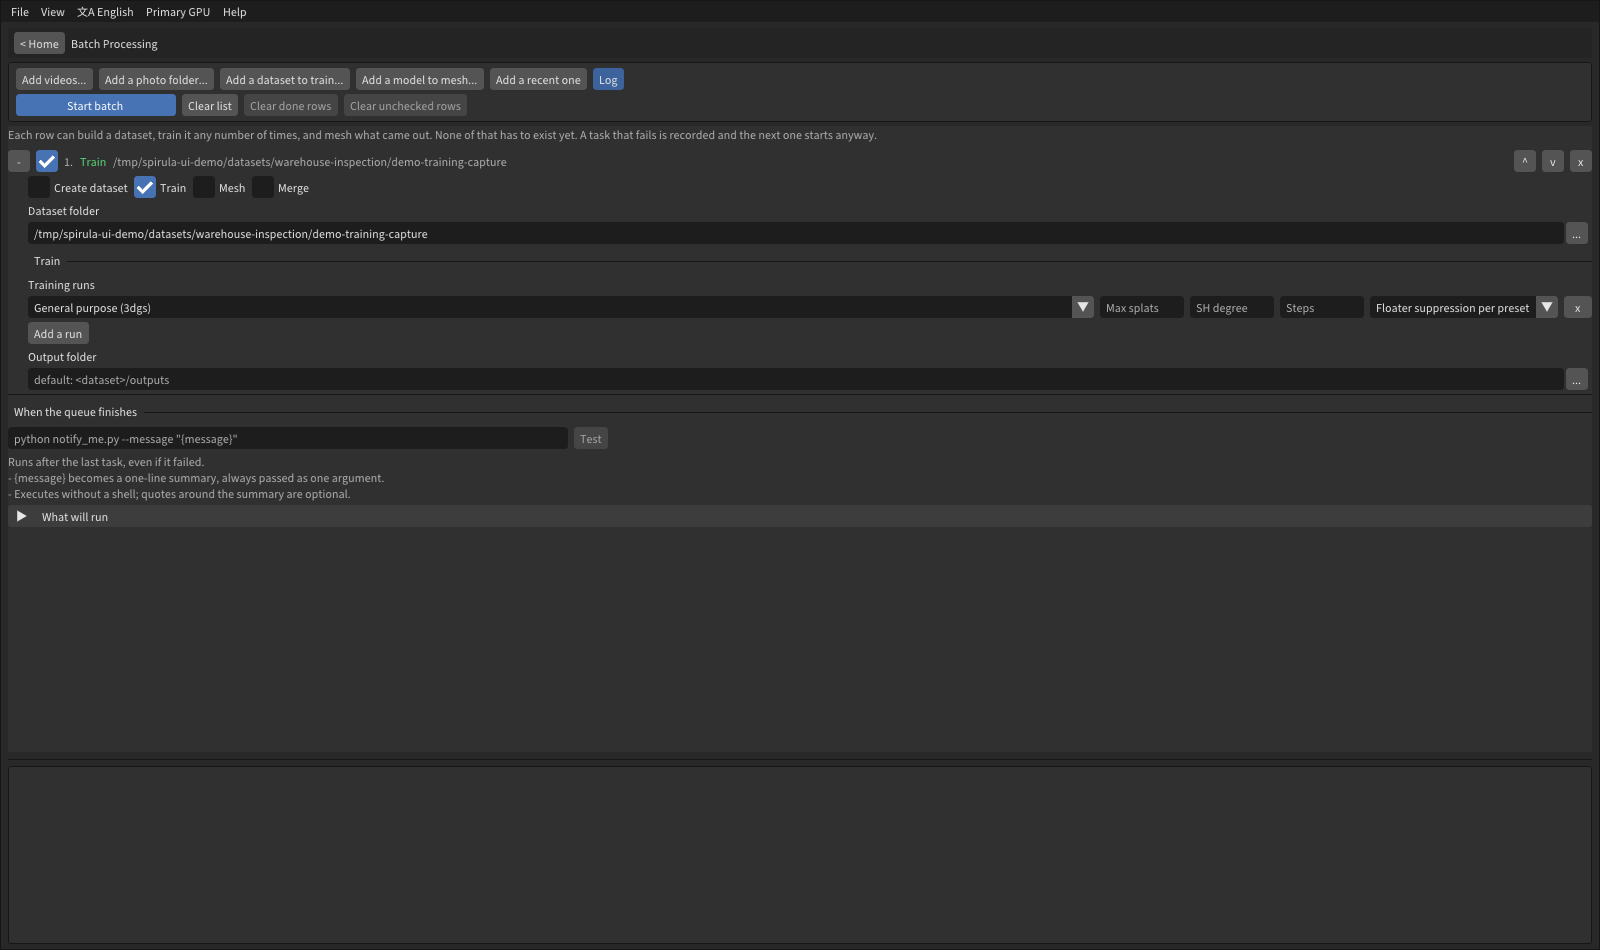 File View 文A English Primary GPU Help
< Home Batch Processing
Add videos... Add a photo folder... Add a dataset to train... Add a model to mesh... Add a recent one Log
Start batch Clear list Clear done rows Clear unchecked rows
Each row can build a dataset, train it any number of times, and mesh what came out. None of that has to exist yet. A task that fails is recorded and the next one starts anyway.
- 1. Train /tmp/spirula-ui-demo/datasets/warehouse-inspection/demo-training-capture ^ v x
Create dataset Train Mesh Merge
Dataset folder
/tmp/spirula-ui-demo/datasets/warehouse-inspection/demo-training-capture ...
Train
Training runs
General purpose (3dgs) Max splats SH degree Steps Floater suppression per preset x
Add a run
Output folder
default: <dataset>/outputs ...
When the queue finishes
python notify_me.py --message "{message}" Test
Runs after the last task, even if it failed.
- {message} becomes a one-line summary, always passed as one argument.
- Executes without a shell; quotes around the summary are optional.
What will run